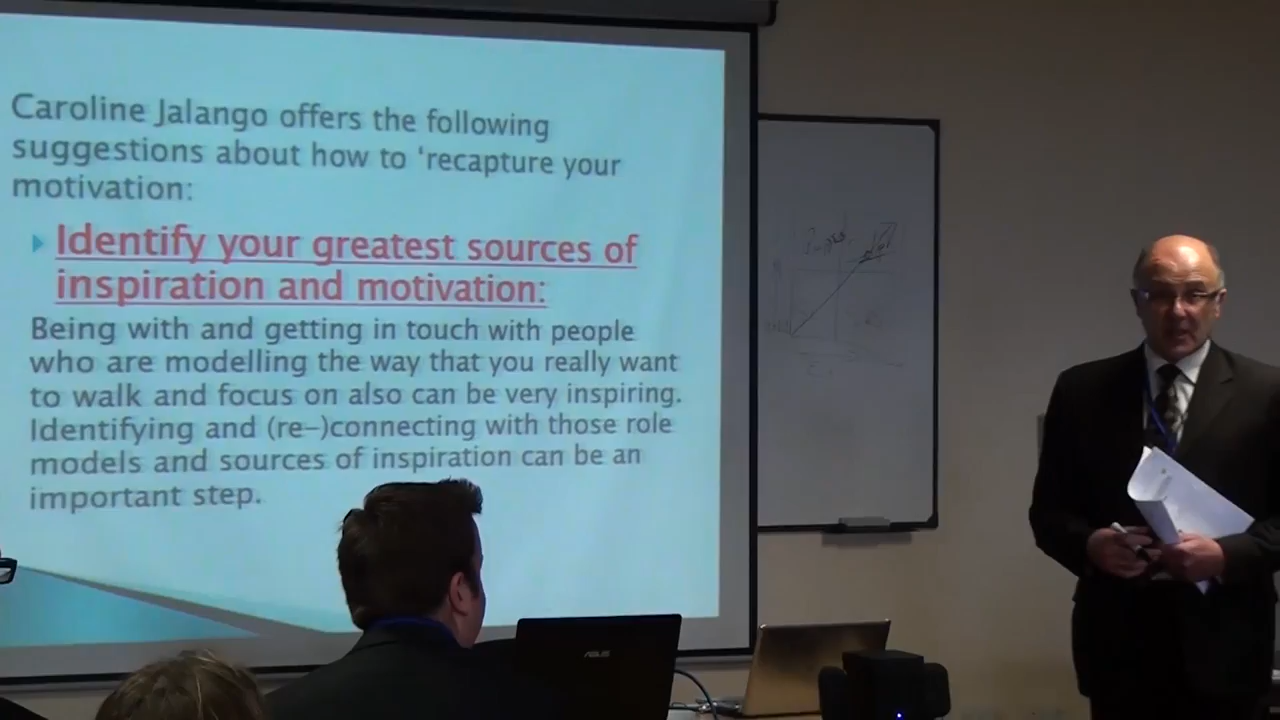 Caroline Jalango offers the following
suggestions about how to ‘recapture your
motivation:
Identify your greatest sources of
inspiration and motivation:
Being with and getting in touch with people
who are modelling the way that you really want
to walk and focus on also can be very inspiring.
Identifying and (re-)connecting with those role
models and sources of inspiration can be an
important step.
ASUS